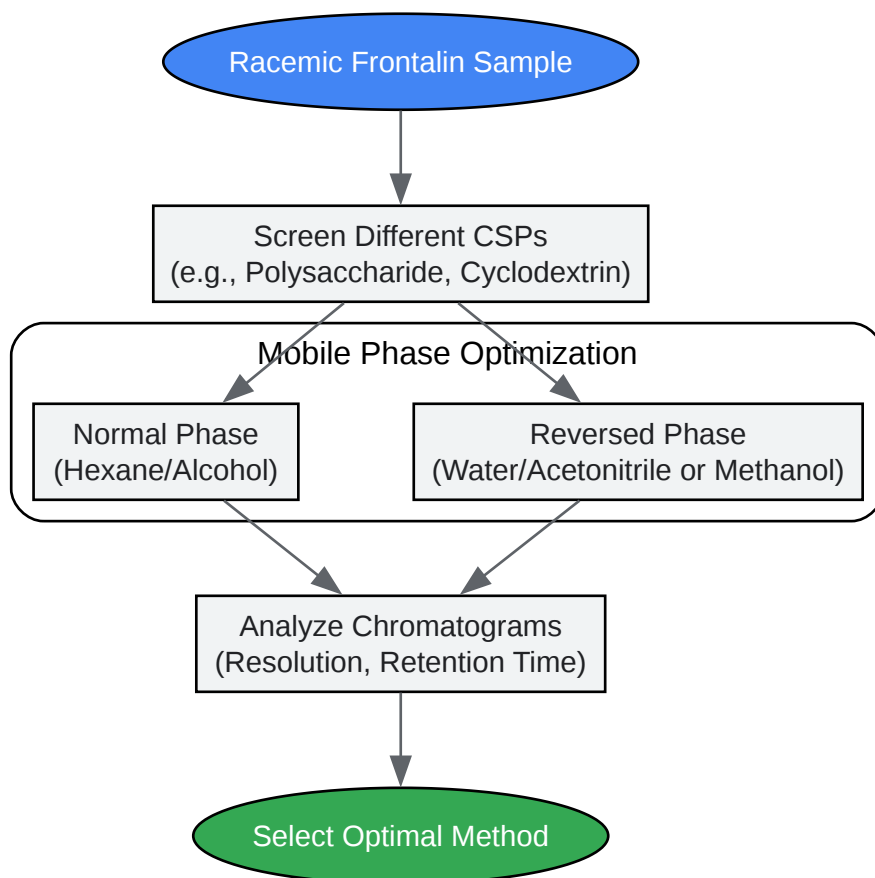 Racemic Frontalin Sample
Screen Different CSPs
(e.g., Polysaccharide, Cyclodextrin)
Mobile Phase Optimization
Normal Phase
(Hexane/Alcohol)
Reversed Phase
(Water/Acetonitrile or Methanol)
Analyze Chromatograms
(Resolution, Retention Time)
Select Optimal Method